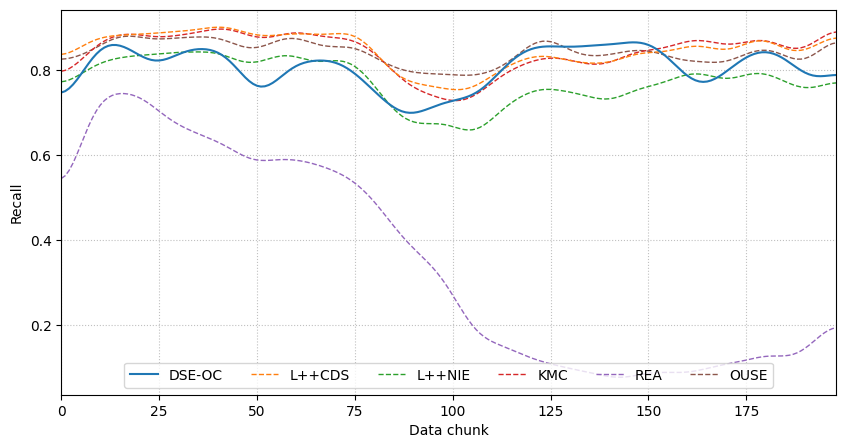 Recall
0.8
0.6
0.4
0.2
DSE-OC L++CDS L++NIE KMC REA OUSE
0 25 50 75 100 125 150 175
Data chunk